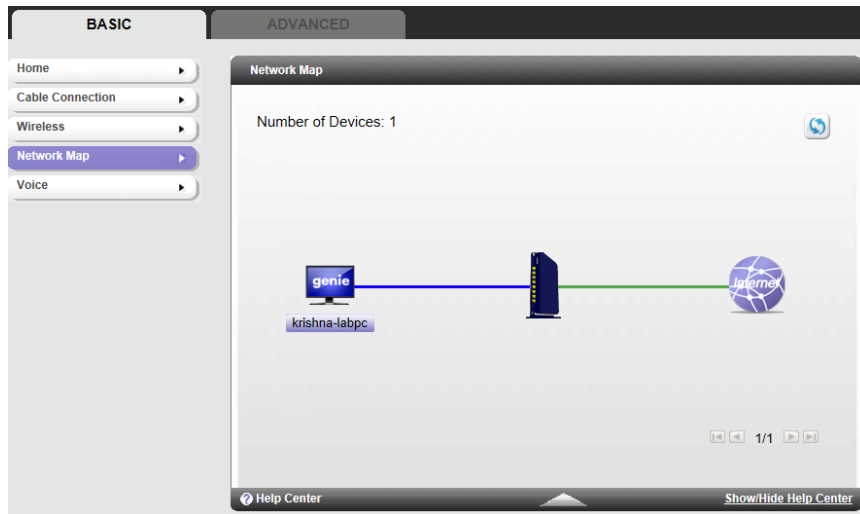 BASIC
ADVANCED
Home
Cable Connection
Wireless
Network Map
Voice
Network Map
Number of Devices: 1
genie
krishna-labpc
Internet
1/1
Help Center
Show/Hide Help Center